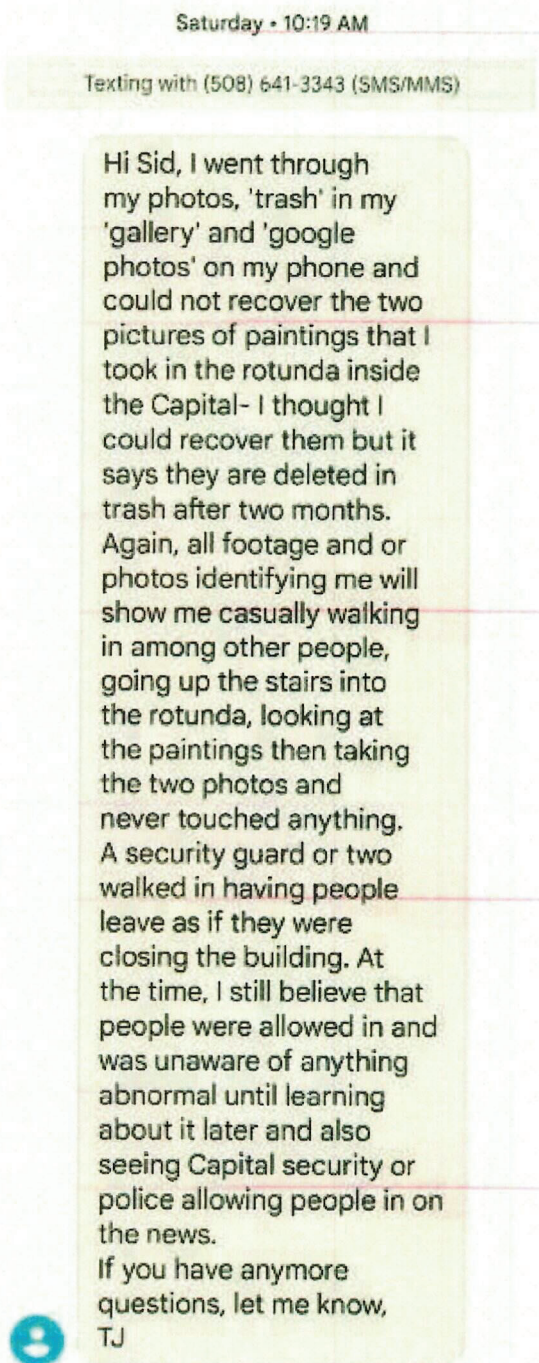 Saturday • 10:19 AM
Texting with (508) 641-3343 (SMS/MMS)
Hi Sid, I went through
my photos, 'trash' in my
'gallery' and 'google
photos' on my phone and
could not recover the two
pictures of paintings that I
took in the rotunda inside
the Capital- I thought I
could recover them but it
says they are deleted in
trash after two months.
Again, all footage and or
photos identifying me will
show me casually walking
in among other people,
going up the stairs into
the rotunda, looking at
the paintings then taking
the two photos and
never touched anything.
A security guard or two
walked in having people
leave as if they were
closing the building. At
the time, I still believe that
people were allowed in and
was unaware of anything
abnormal until learning
about it later and also
seeing Capital security or
police allowing people in on
the news.
If you have anymore
questions, let me know,
TJ